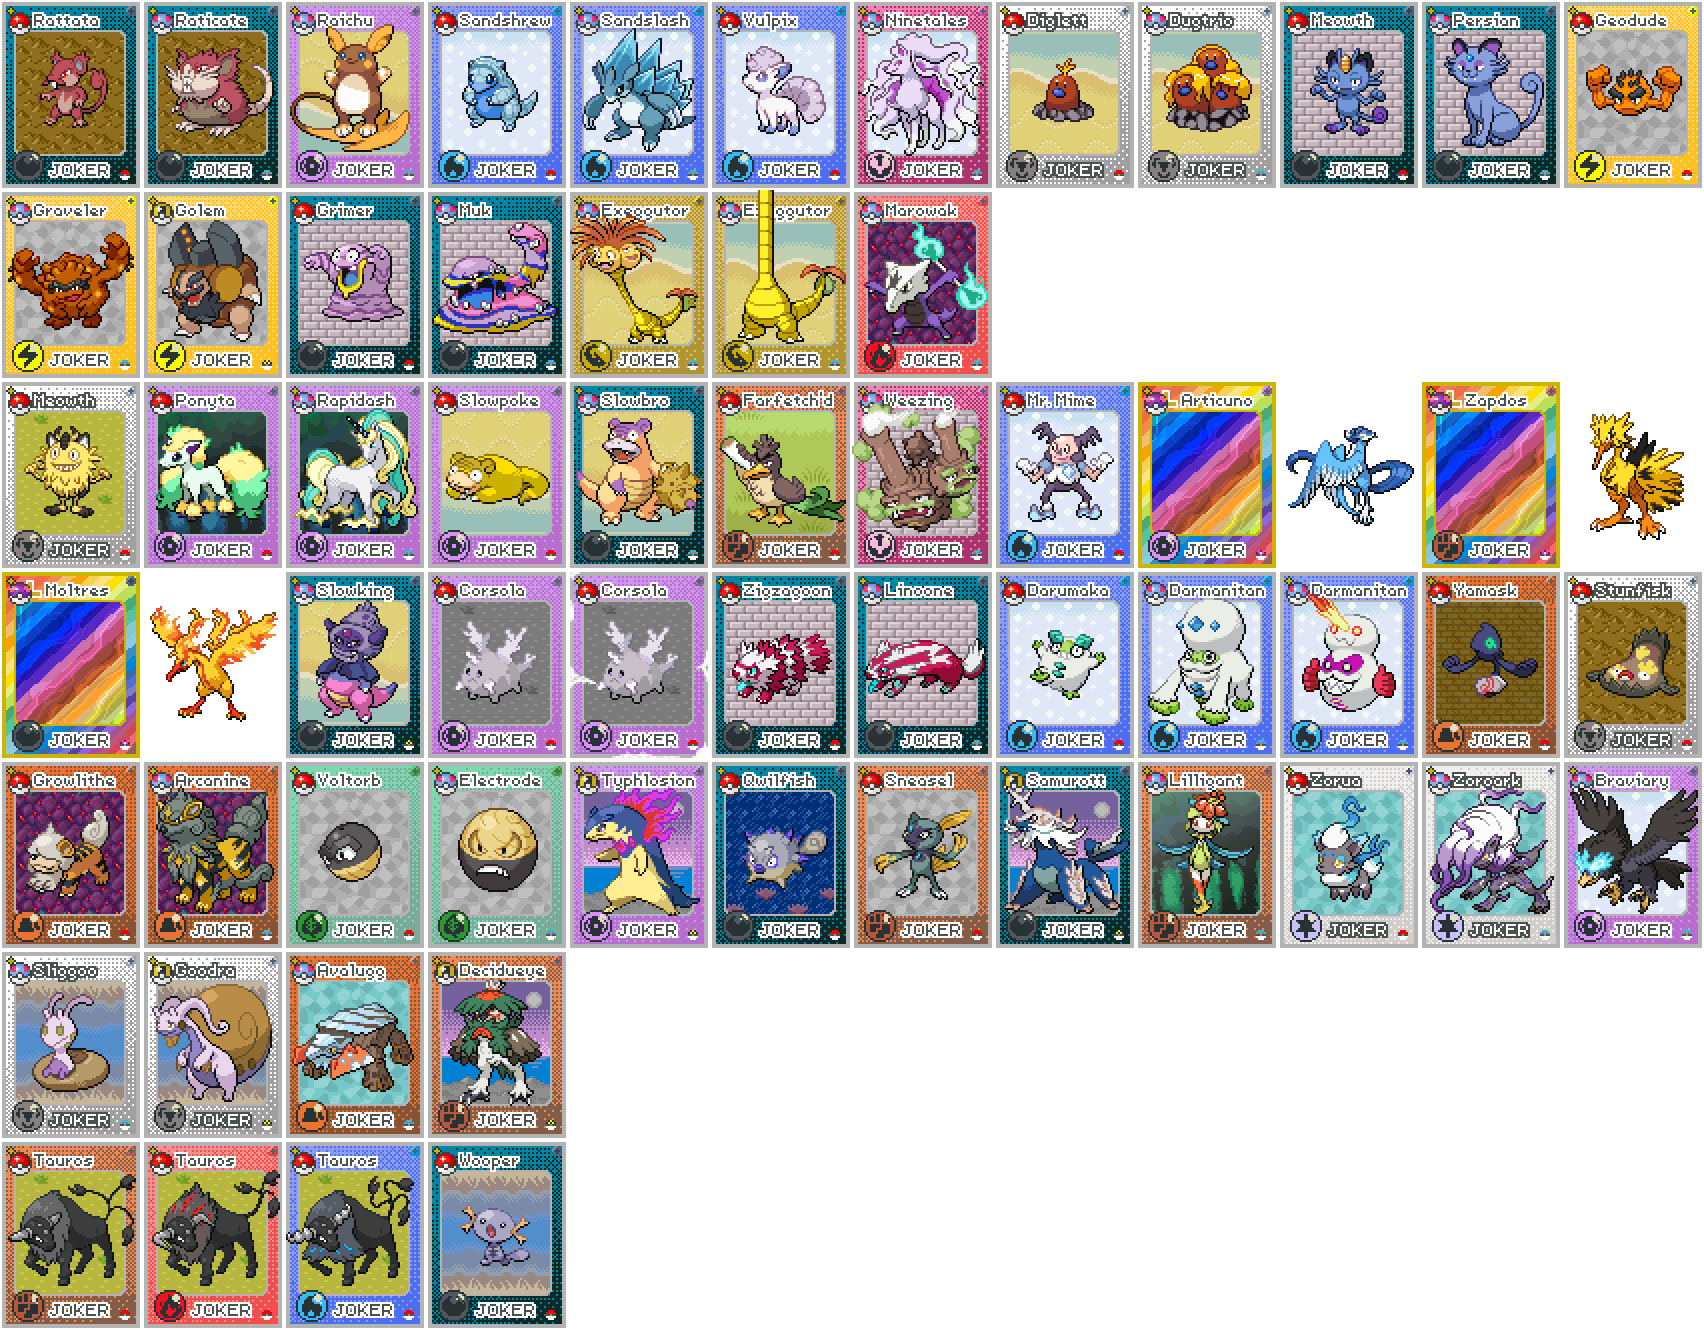 Rattata Raticate Raichu Sandshrew Sandslash Vulpix Ninetales Diglett Dugtrio Meowth Persian Geodude
JOKER JOKER JOKER JOKER JOKER JOKER JOKER JOKER JOKER JOKER JOKER JOKER
Graveler Golem Grimer Muk Exeggutor Marowak
JOKER JOKER JOKER JOKER JOKER JOKER JOKER
Meowth Ponyta Rapidash Slowpoke Slowbro Farfetch'd Weezing Mr. Mime Articuno Zapdos
JOKER JOKER JOKER JOKER JOKER JOKER JOKER JOKER JOKER JOKER
Moltres Slowking Corsola Corsola Zigzagoon Linoone Darumaka Darmanitan Darmanitan Yamask Stunfisk
JOKER JOKER JOKER JOKER JOKER JOKER JOKER JOKER JOKER JOKER JOKER
Growlithe Arcanine Voltorb Electrode Typhlosion Qwilfish Sneasel Samurott Lilligant Zorua Zoroark Braviary
JOKER JOKER JOKER JOKER JOKER JOKER JOKER JOKER JOKER JOKER JOKER JOKER
Sliggoo Goodra Avalugg Decidueye
JOKER JOKER JOKER JOKER
Tauros Tauros Tauros Wooper
JOKER JOKER JOKER JOKER